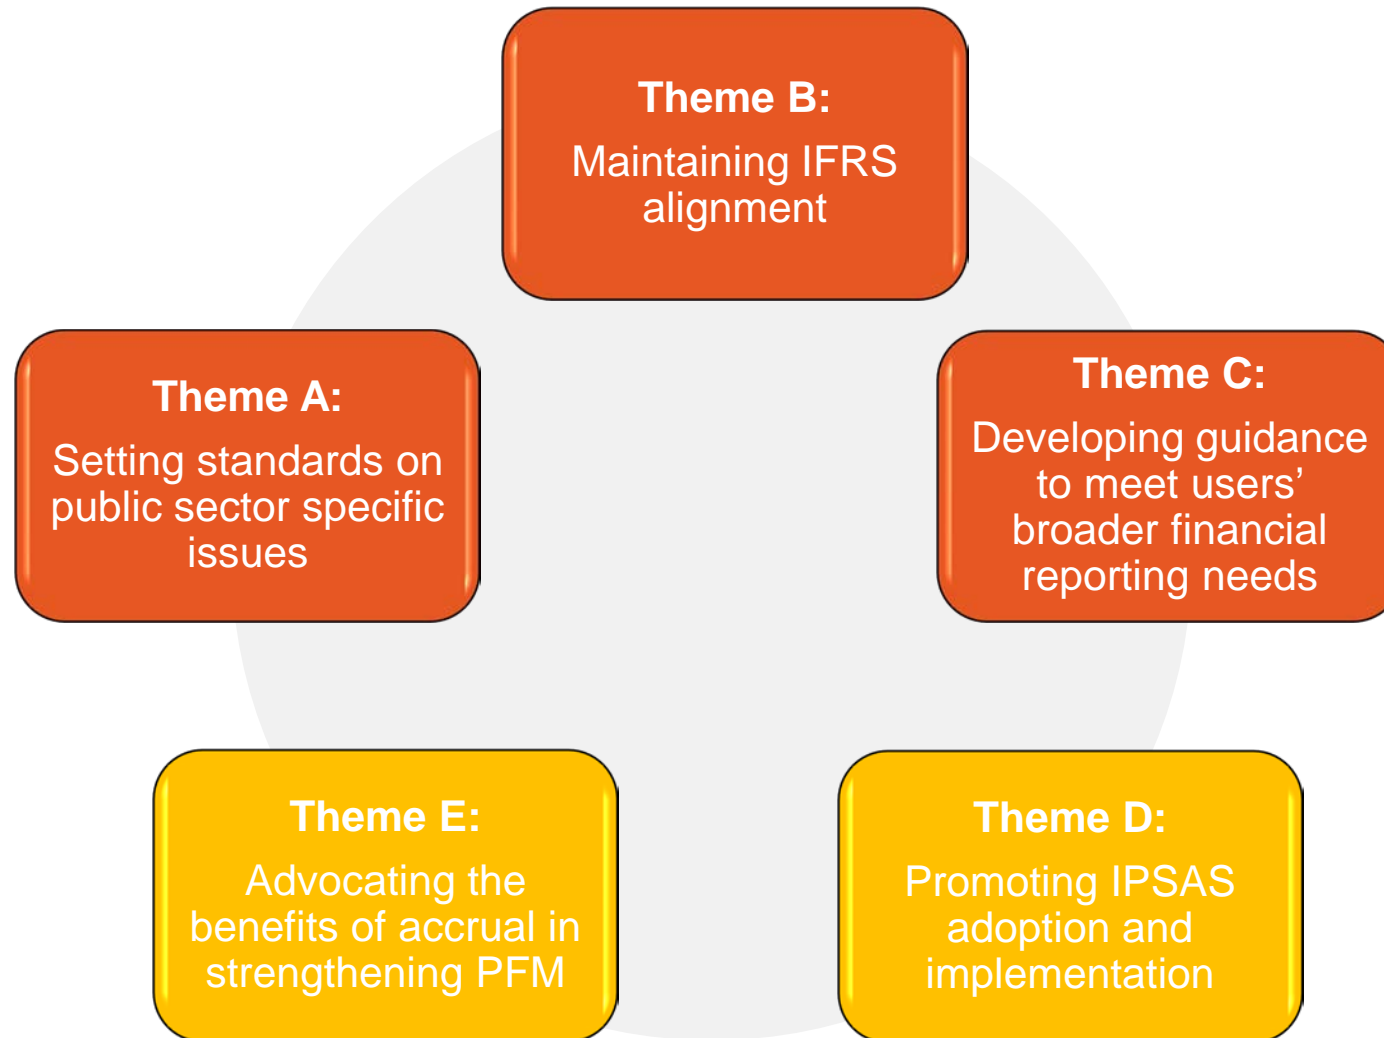 Theme B:
Maintaining IFRS
alignment
Theme A:
Setting standards on
public sector specific
issues
Theme C:
Developing guidance
to meet users’
broader financial
reporting needs
Theme E:
Advocating the
benefits of accrual in
strengthening PFM
Theme D:
Promoting IPSAS
adoption and
implementation